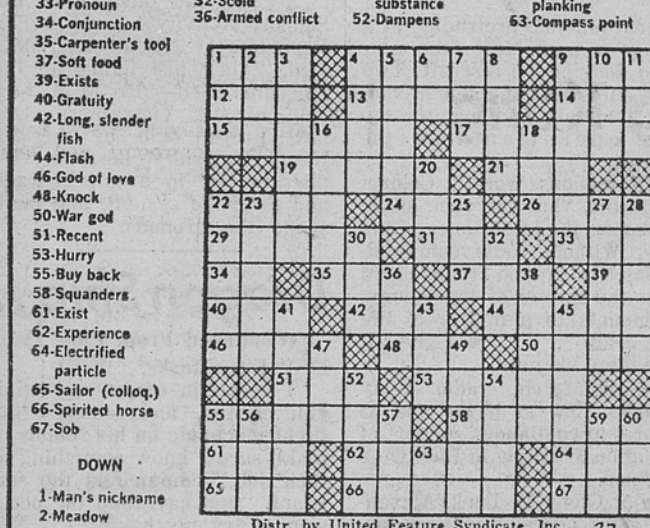 33-Pronoun
34-Conjunction
35-Carpenter's tool
37-Soft food
39-Exists
40-Gratuity
42-Long, slender
fish
44-Flash
46-God of love
48-Knock
50-War god
51-Recent
53-Hurry
55-Buy back
58-Squanders
61-Exist
62-Experience
64-Electrified
particle
65-Sailor (colloq.)
66-Spirited horse
67-Sob
DOWN
1-Man's nickname
2-Meadow
32-Scold
36-Armed conflict
substance
52-Dampens
planking
63-Compass point
1 2 3 4 5 6 7 8 9 10 11
12 13 14
15 16 17 18
19 20 21
22 23 24 25 26 27 28
29 30 31 32 33
34 35 36 37 38 39
40 41 42 43 44 45
46 47 48 49 50
51 52 53 54
55 56 57 58 59 60
61 62 63 64
65 66 67
Distr. by United Feature Syndicate, Inc.